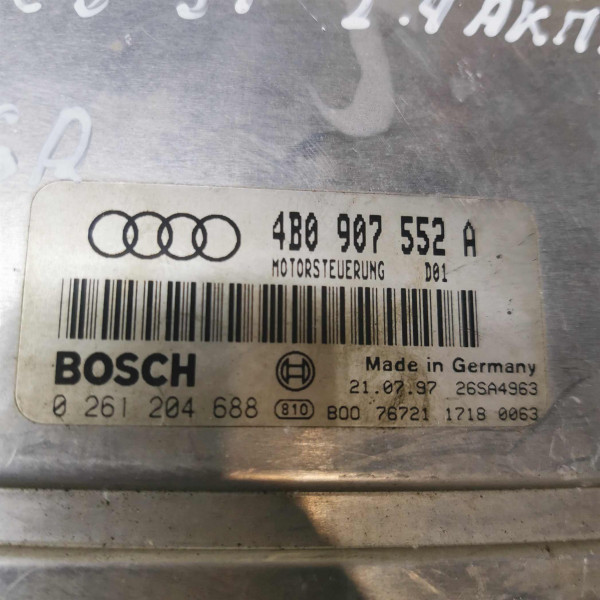 2.4 АКП
4B0 907 552 A
MOTORSTEUERUNG D01
BOSCH
Made in Germany
21.07.97 26SA4963
0 261 204 688 810 B00 76721 1718 0063